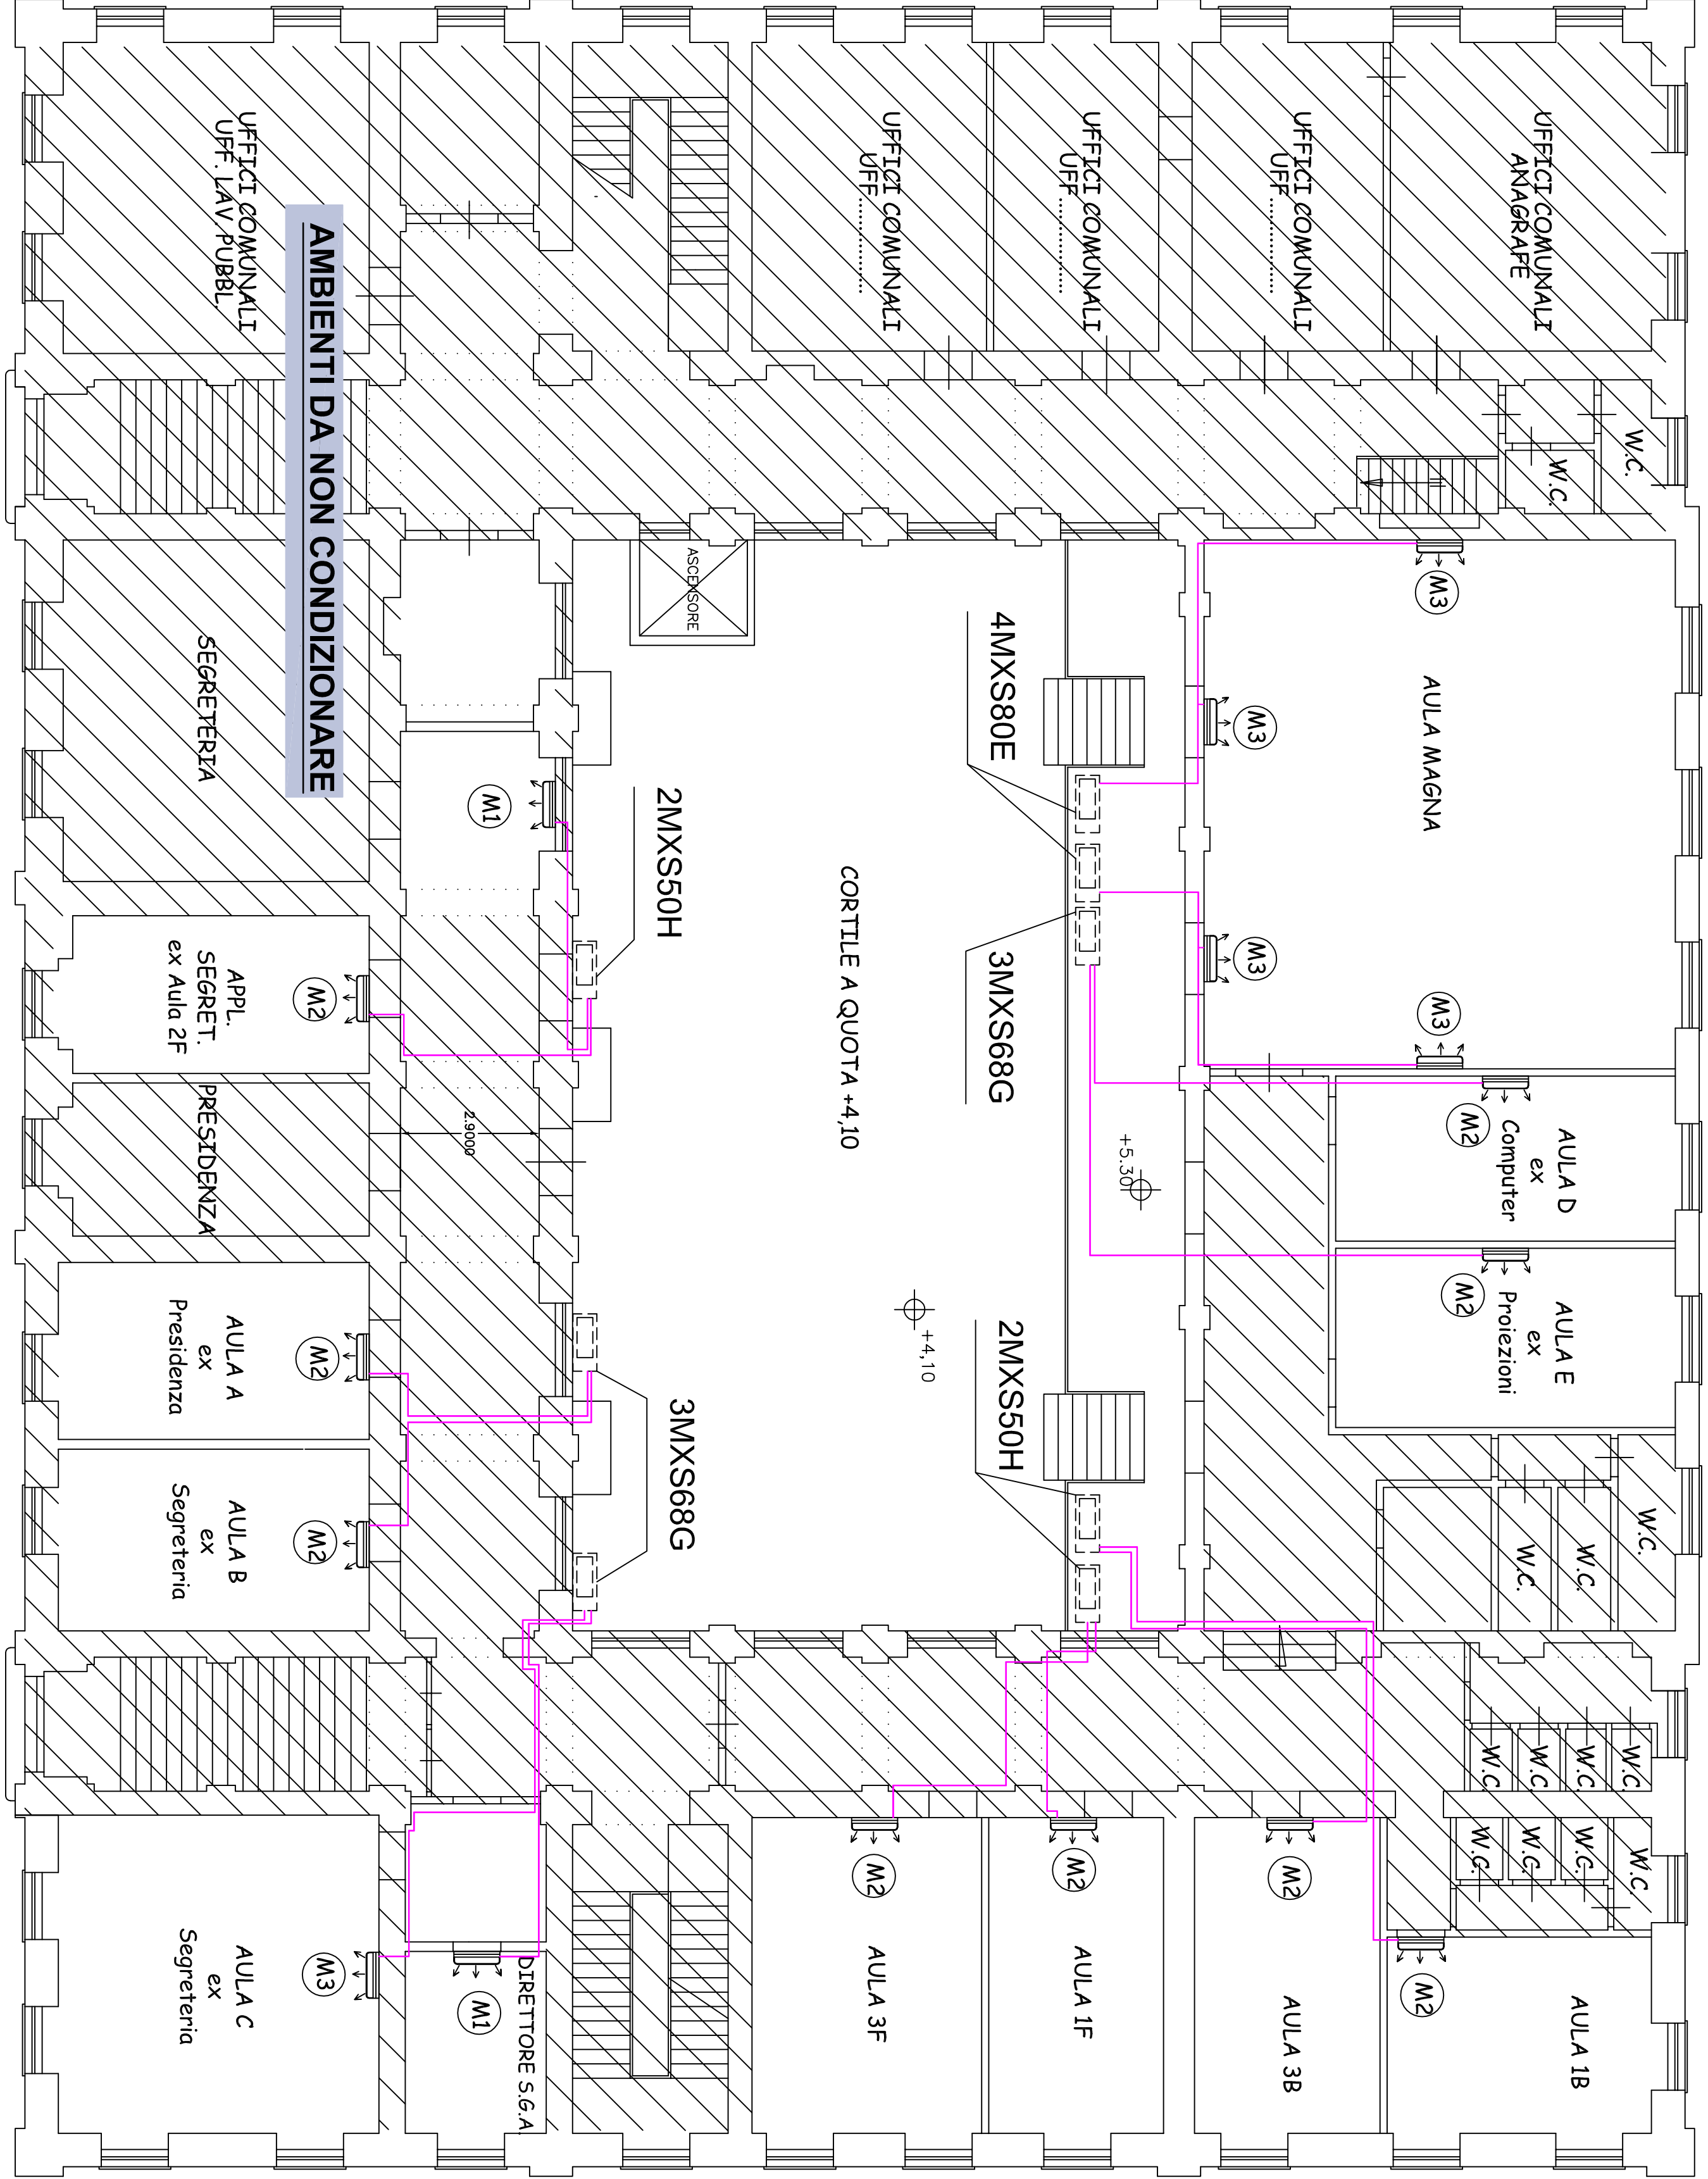 UFFICI COMUNALI
ANAGRAFE
UFFICI COMUNALI
UFF ................
UFFICI COMUNALI
UFF ................
UFFICI COMUNALI
UFF ................
UFFICI COMUNALI
UFF. LAV. PUBBL.
AMBIENTI DA NON CONDIZIONARE
W.C.
W.C.
M3
AULA MAGNA
M3
M3
M3
4MXS80E
3MXS68G
ASCENSORE
2MXS50H
M1
SEGRETERIA
CORTILE A QUOTA +4,10
APPL.
SEGRET.
ex Aula 2F
M2
PRESIDENZA
2.9000
+5.30
+4,10
AULA D
ex
Computer
M2
AULA E
ex
Proiezioni
M2
2MXS50H
3MXS68G
AULA A
ex
Presidenza
M2
AULA B
ex
Segreteria
M2
W.C.
W.C.
W.C.
W.C.
W.C.
W.C.
W.C.
W.C.
W.C.
W.C.
W.C.
M2
AULA 1B
M2
AULA 3B
M2
AULA 1F
M2
AULA 3F
DIRETTORE S.G.A.
M1
M3
AULA C
ex
Segreteria